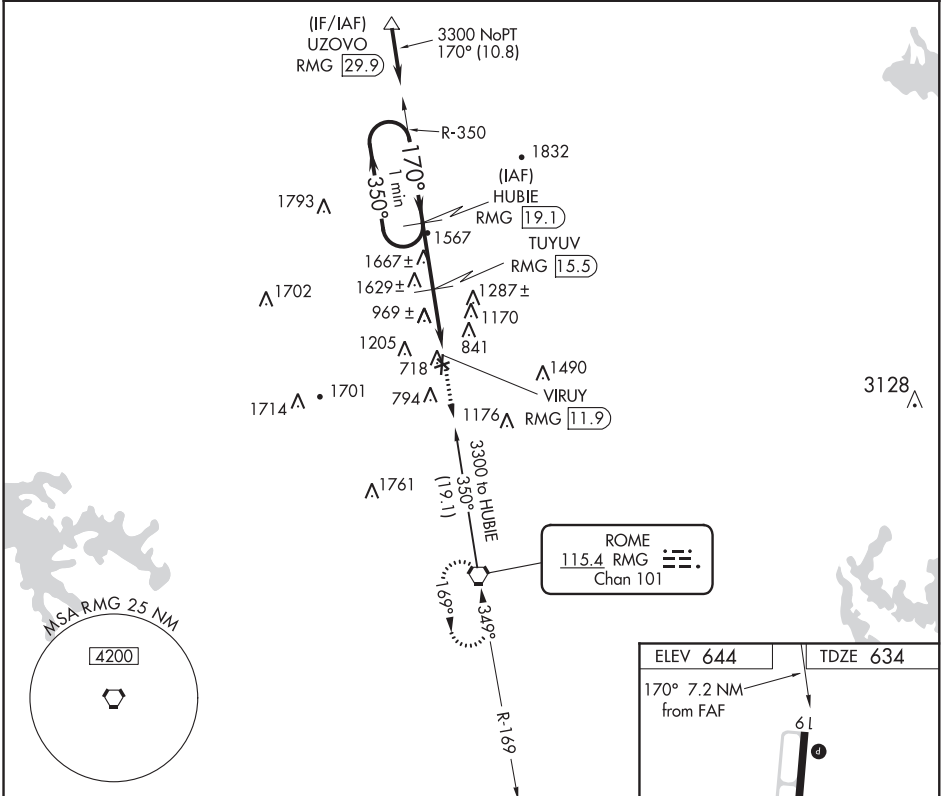 (IF/IAF)
UZOVO
RMG 29.9
3300 NoPT
170° (10.8)
R-350
170°
1 min
350°
1832
(IAF)
HUBIE
RMG 19.1
1793
1567
TUYUV
RMG 15.5
1667±
1629±
1287±
1702
969±
1170
841
1205
718
1490
VIRUY
RMG 11.9
3128
1714
1701
794
1176
3300 to HUBIE
350°
(19.1)
1761
ROME
115.4 RMG
Chan 101
169°
349°
R-169
MSA RMG 25 NM
4200
ELEV 644
TDZE 634
170° 7.2 NM
from FAF
19
P